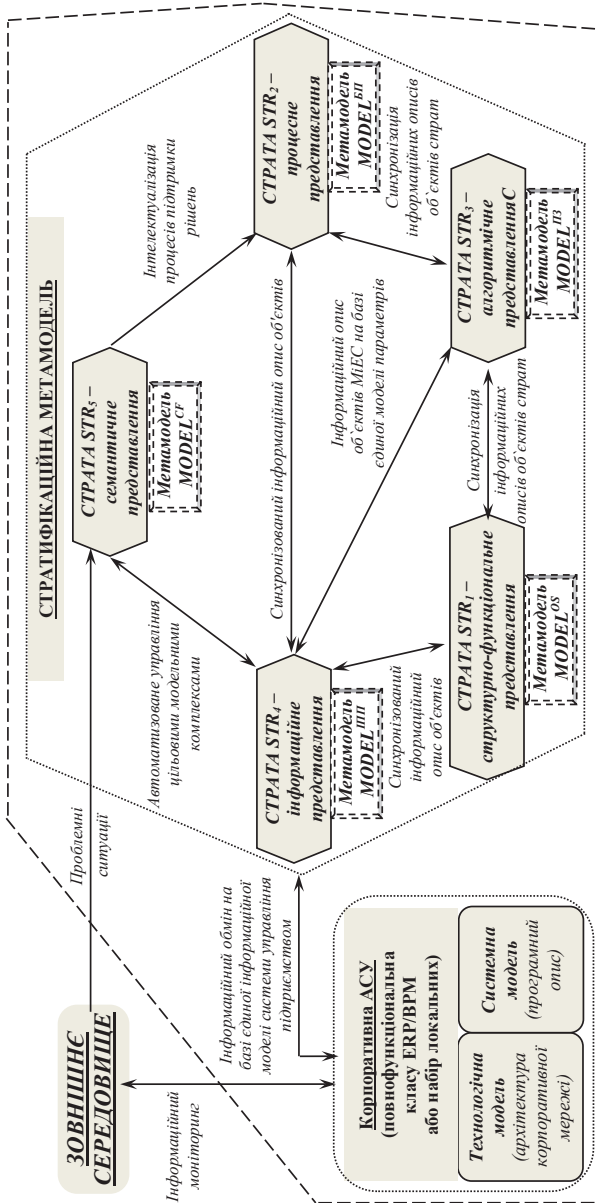 ЗОВНІШНЄ
СЕРЕДОВИЩЕ
Проблемні
ситуації
Інформаційний
моніторинг
СТРАТИФІКАЦІЙНА МЕТАМОДЕЛЬ
СТРАТА STR5 –
семантичне
представлення
Метамодель
MODEL^CF
Автоматизоване управління
цільовими модельними
комплексами
Інтелектуалізація
процесів підтримки
рішень
Інформаційний обмін на
базі єдиної інформаційної
моделі системи управління
підприємством
СТРАТА STR4 –
інформаційне
представлення
Метамодель
MODEL^ІПП
Синхронізований інформаційний опис об'єктів
СТРАТА STR2 –
процесне
представлення
Метамодель
MODEL^БП
Інформаційний опис
об`єктів МіЕС на базі
єдиної моделі параметрів
Синхронізація
інформаційних описів
об`єктів страт
Синхронізований
інформаційний
опис об'єктів
Корпоративна АСУ
(повнофункціональна
класу ERP/BPM
або набір локальних)
Технологічна
модель
(архітектура
корпоративної
мережі)
Системна
модель
(програмний
опис)
СТРАТА STR1 –
структурно-функціональне
представлення
Метамодель
MODEL^OS
Синхронізація
інформаційних
описів об`єктів страт
СТРАТА STR3 –
алгоритмічне
представленняС
Метамодель
MODEL^ПЗ